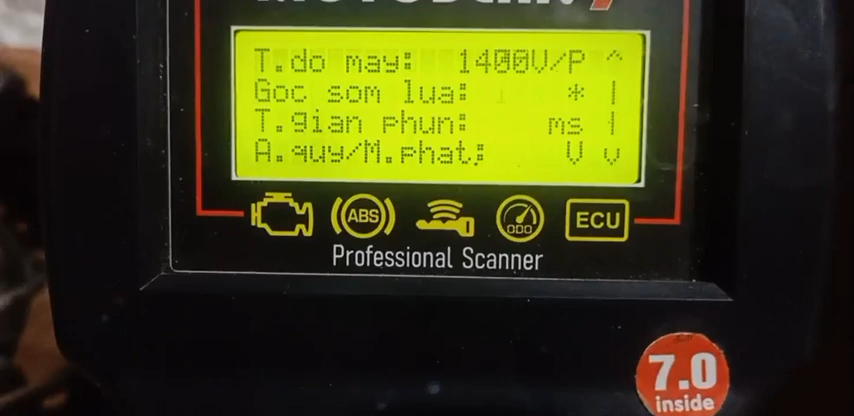 T.do may: 1400V/P ^
Goc som lua: * |
T.gian phun: ms |
A.quy/M.phat: V v
ABS
ODO
ECU
Professional Scanner
7.0
inside